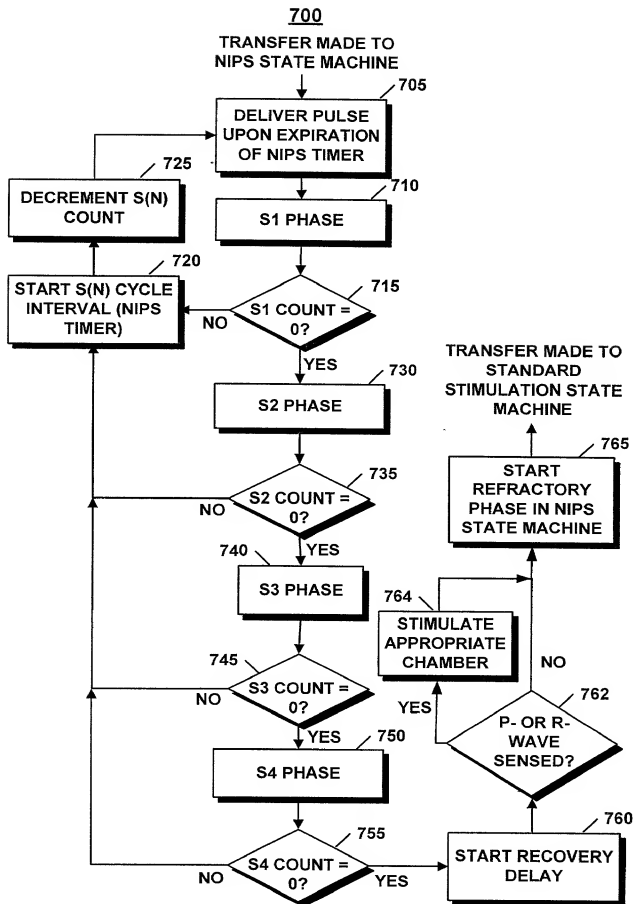 700
TRANSFER MADE TO
NIPS STATE MACHINE
705
DELIVER PULSE
UPON EXPIRATION
OF NIPS TIMER
725
DECREMENT S(N)
COUNT
710
S1 PHASE
720
START S(N) CYCLE
INTERVAL (NIPS
TIMER)
715
S1 COUNT =
0?
NO
YES
730
S2 PHASE
735
S2 COUNT =
0?
NO
YES
740
S3 PHASE
745
S3 COUNT =
0?
NO
YES
750
S4 PHASE
755
S4 COUNT =
0?
NO
YES
760
START RECOVERY
DELAY
762
P- OR R-
WAVE
SENSED?
YES
NO
764
STIMULATE
APPROPRIATE
CHAMBER
765
START
REFRACTORY
PHASE IN NIPS
STATE MACHINE
TRANSFER MADE TO
STANDARD
STIMULATION STATE
MACHINE